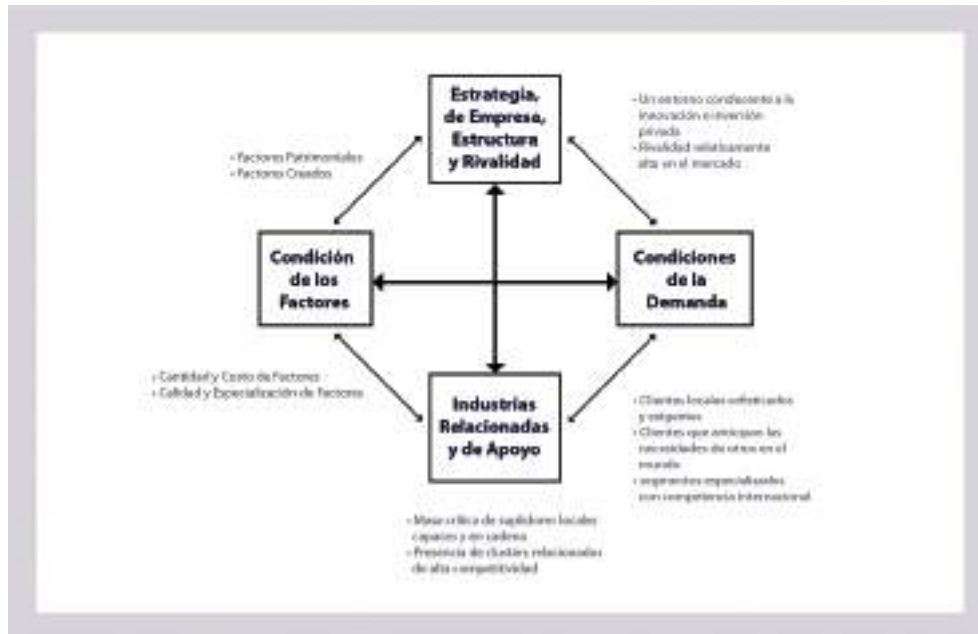 Estrategia,
de Empresa,
Estructura
y Rivalidad
• Un entorno conducente a la
innovación e inversión
privada
• Rivalidad relativamente
alta en el mercado
• Factores Patrimoniales
• Factores Creados
Condición
de los
Factores
Condiciones
de la
Demanda
• Cantidad y Costo de Factores
• Calidad y Especialización de Factores
Industrias
Relacionadas
y de Apoyo
• Clientes locales sofisticados
y exigentes
• Clientes que anticipan las
necesidades de otros en el
mundo
• segmentos especializados
con competencia internacional
• Masa crítica de suplidores locales
capaces y en cadena
• Presencia de clusters relacionados
de alta competitividad